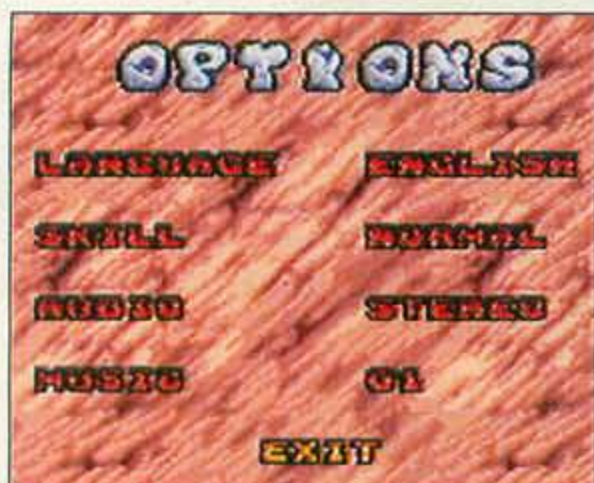 OPTIONS
LANGUAGE ENGLISH
SKILL NORMAL
AUDIO STEREO
MUSIC 01
EXIT